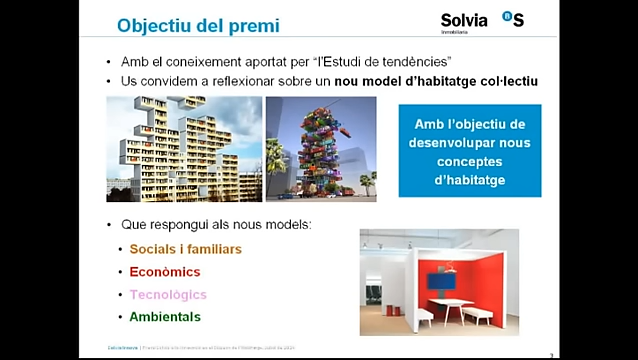 Objectiu del premi
Solvia
Inmobiliaria
BS
• Amb el coneixement aportat per “l’Estudi de tendències”
• Us convidem a reflexionar sobre un nou model d’habitatge col·lectiu
Amb l’objectiu de
desenvolupar nous
conceptes
d’habitatge
• Que respongui als nous models:
• Socials i familiars
• Econòmics
• Tecnològics
• Ambientals
3